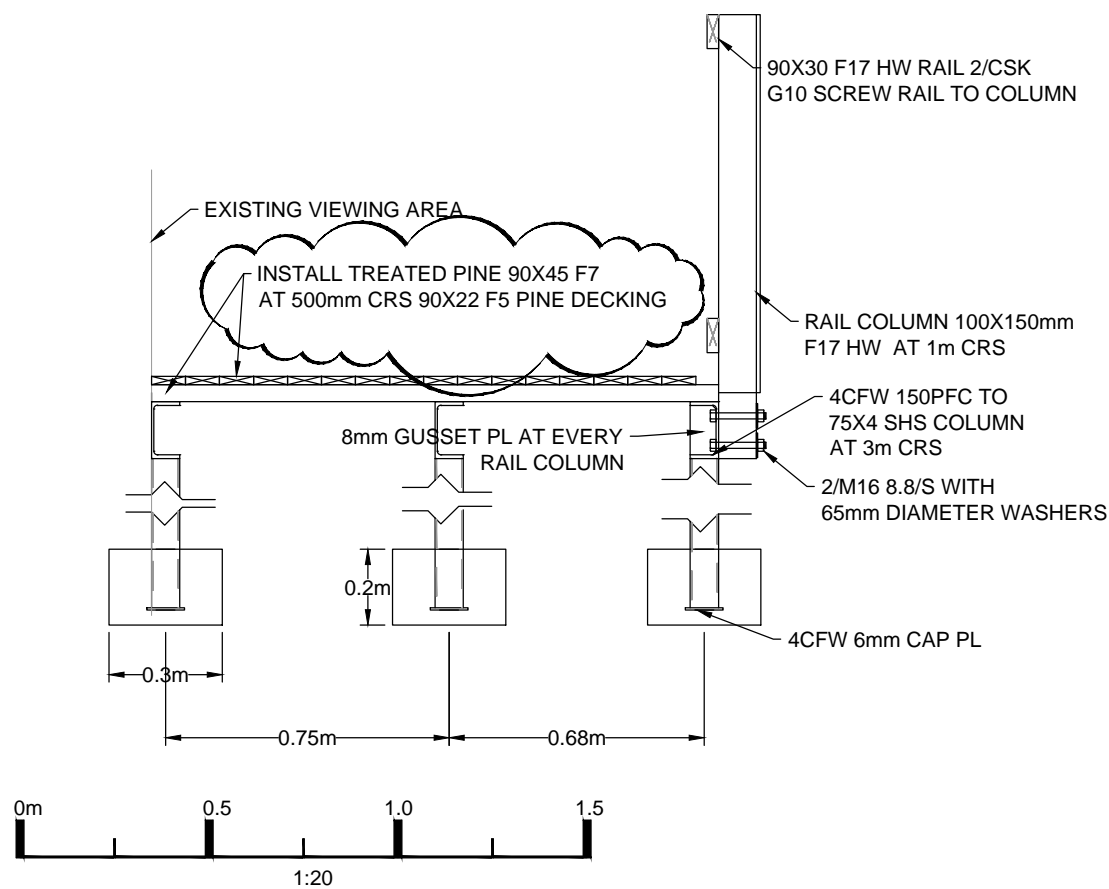 90X30 F17 HW RAIL 2/CSK
G10 SCREW RAIL TO COLUMN
EXISTING VIEWING AREA
INSTALL TREATED PINE 90X45 F7
AT 500mm CRS 90X22 F5 PINE DECKING
RAIL COLUMN 100X150mm
F17 HW AT 1m CRS
4CFW 150PFC TO
75X4 SHS COLUMN
AT 3m CRS
8mm GUSSET PL AT EVERY
RAIL COLUMN
2/M16 8.8/S WITH
65mm DIAMETER WASHERS
0.2m
4CFW 6mm CAP PL
0.3m
0.75m
0.68m
0m 0.5 1.0 1.5
1:20